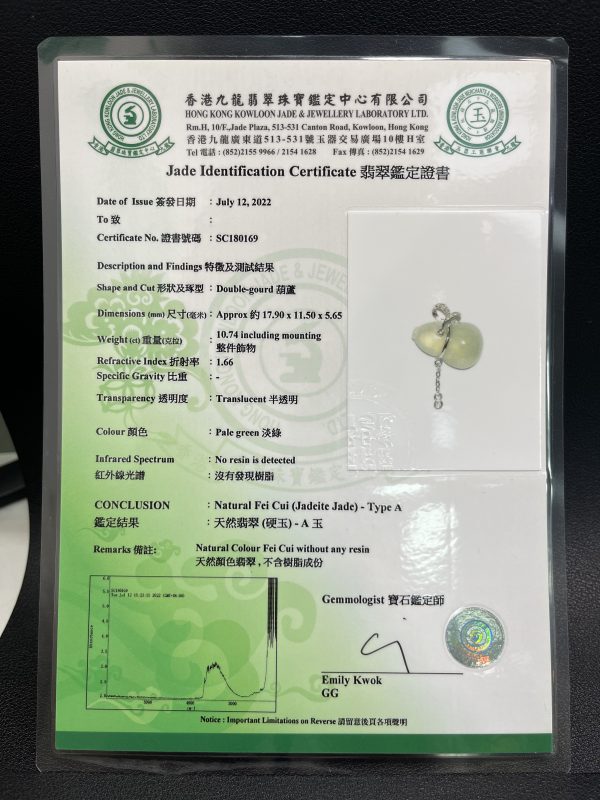 香港九龍翡翠珠寶鑑定中心有限公司
HONG KONG KOWLOON JADE & JEWELLERY LABORATORY LTD.
Rm.H, 10/F.,Jade Plaza, 513-531 Canton Road, Kowloon, Hong Kong
香港九龍廣東道513-531號玉器交易廣場10樓H室
Tel 電話 : (852)2155 9966 / 2154 1628 Fax 傳真 : (852)2154 1629
Jade Identification Certificate 翡翠鑑定證書
Date of Issue 簽發日期 : July 12, 2022
To 致 :
Certificate No. 證書號碼 : SC180169
Description and Findings 特徵及測試結果
Shape and Cut 形狀及琢型 : Double-gourd 葫蘆
Dimensions (mm) 尺寸(毫米) : Approx 約 17.90 x 11.50 x 5.65
Weight (ct) 重量(克拉) : 10.74 including mounting
整件飾物
Refractive Index 折射率 : 1.66
Specific Gravity 比重 : -
Transparency 透明度 : Translucent 半透明
Colour 顏色 : Pale green 淡綠
Infrared Spectrum : No resin is detected
紅外線光譜 : 沒有發現樹脂
CONCLUSION : Natural Fei Cui (Jadeite Jade) - Type A
鑑定結果 : 天然翡翠 (硬玉) - A 玉
Remarks 備註: Natural Colour Fei Cui without any resin
天然顏色翡翠, 不含樹脂成份
Gemmologist 寶石鑑定師
Emily Kwok
GG
Notice : Important Limitations on Reverse 請留意後頁各項聲明